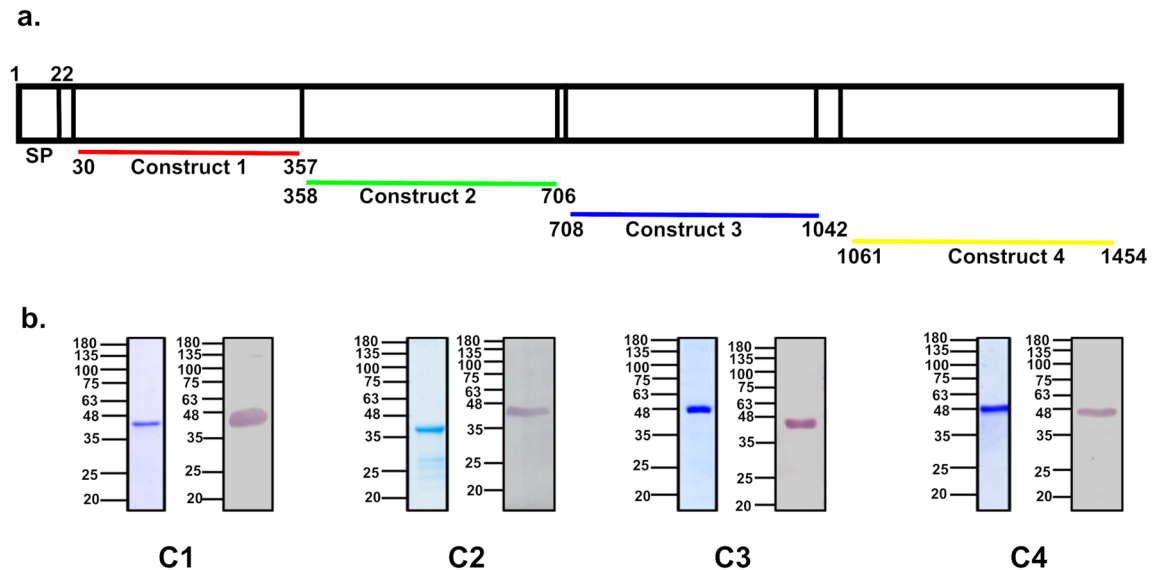 a.
1 22
SP
30 Construct 1 357
358 Construct 2 706
708 Construct 3 1042
1061 Construct 4 1454
b.
180 180 180 180 180 180 180 180
135 135 135 135 135 135 135 135
100 100 100 100 100 100 100 100
75 75 75 75 75 75 75 75
63 63 63 63 63 63 63 63
48 48 48 48 48 48 48 48
35 35 35 35 35 35 35 35
25 25 25 25 25 25 25 25
20 20 20 20 20 20 20 20
C1 C2 C3 C4